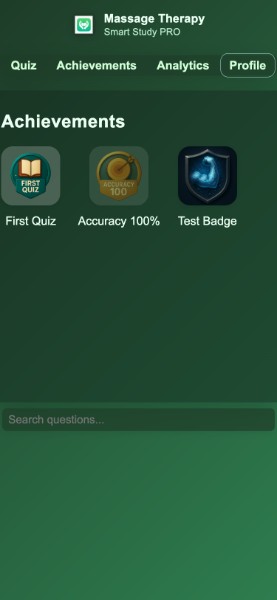 Massage Therapy
Smart Study PRO
Quiz Achievements Analytics Profile
Achievements
FIRST
QUIZ
ACCURACY
100
First Quiz Accuracy 100% Test Badge
Search questions...